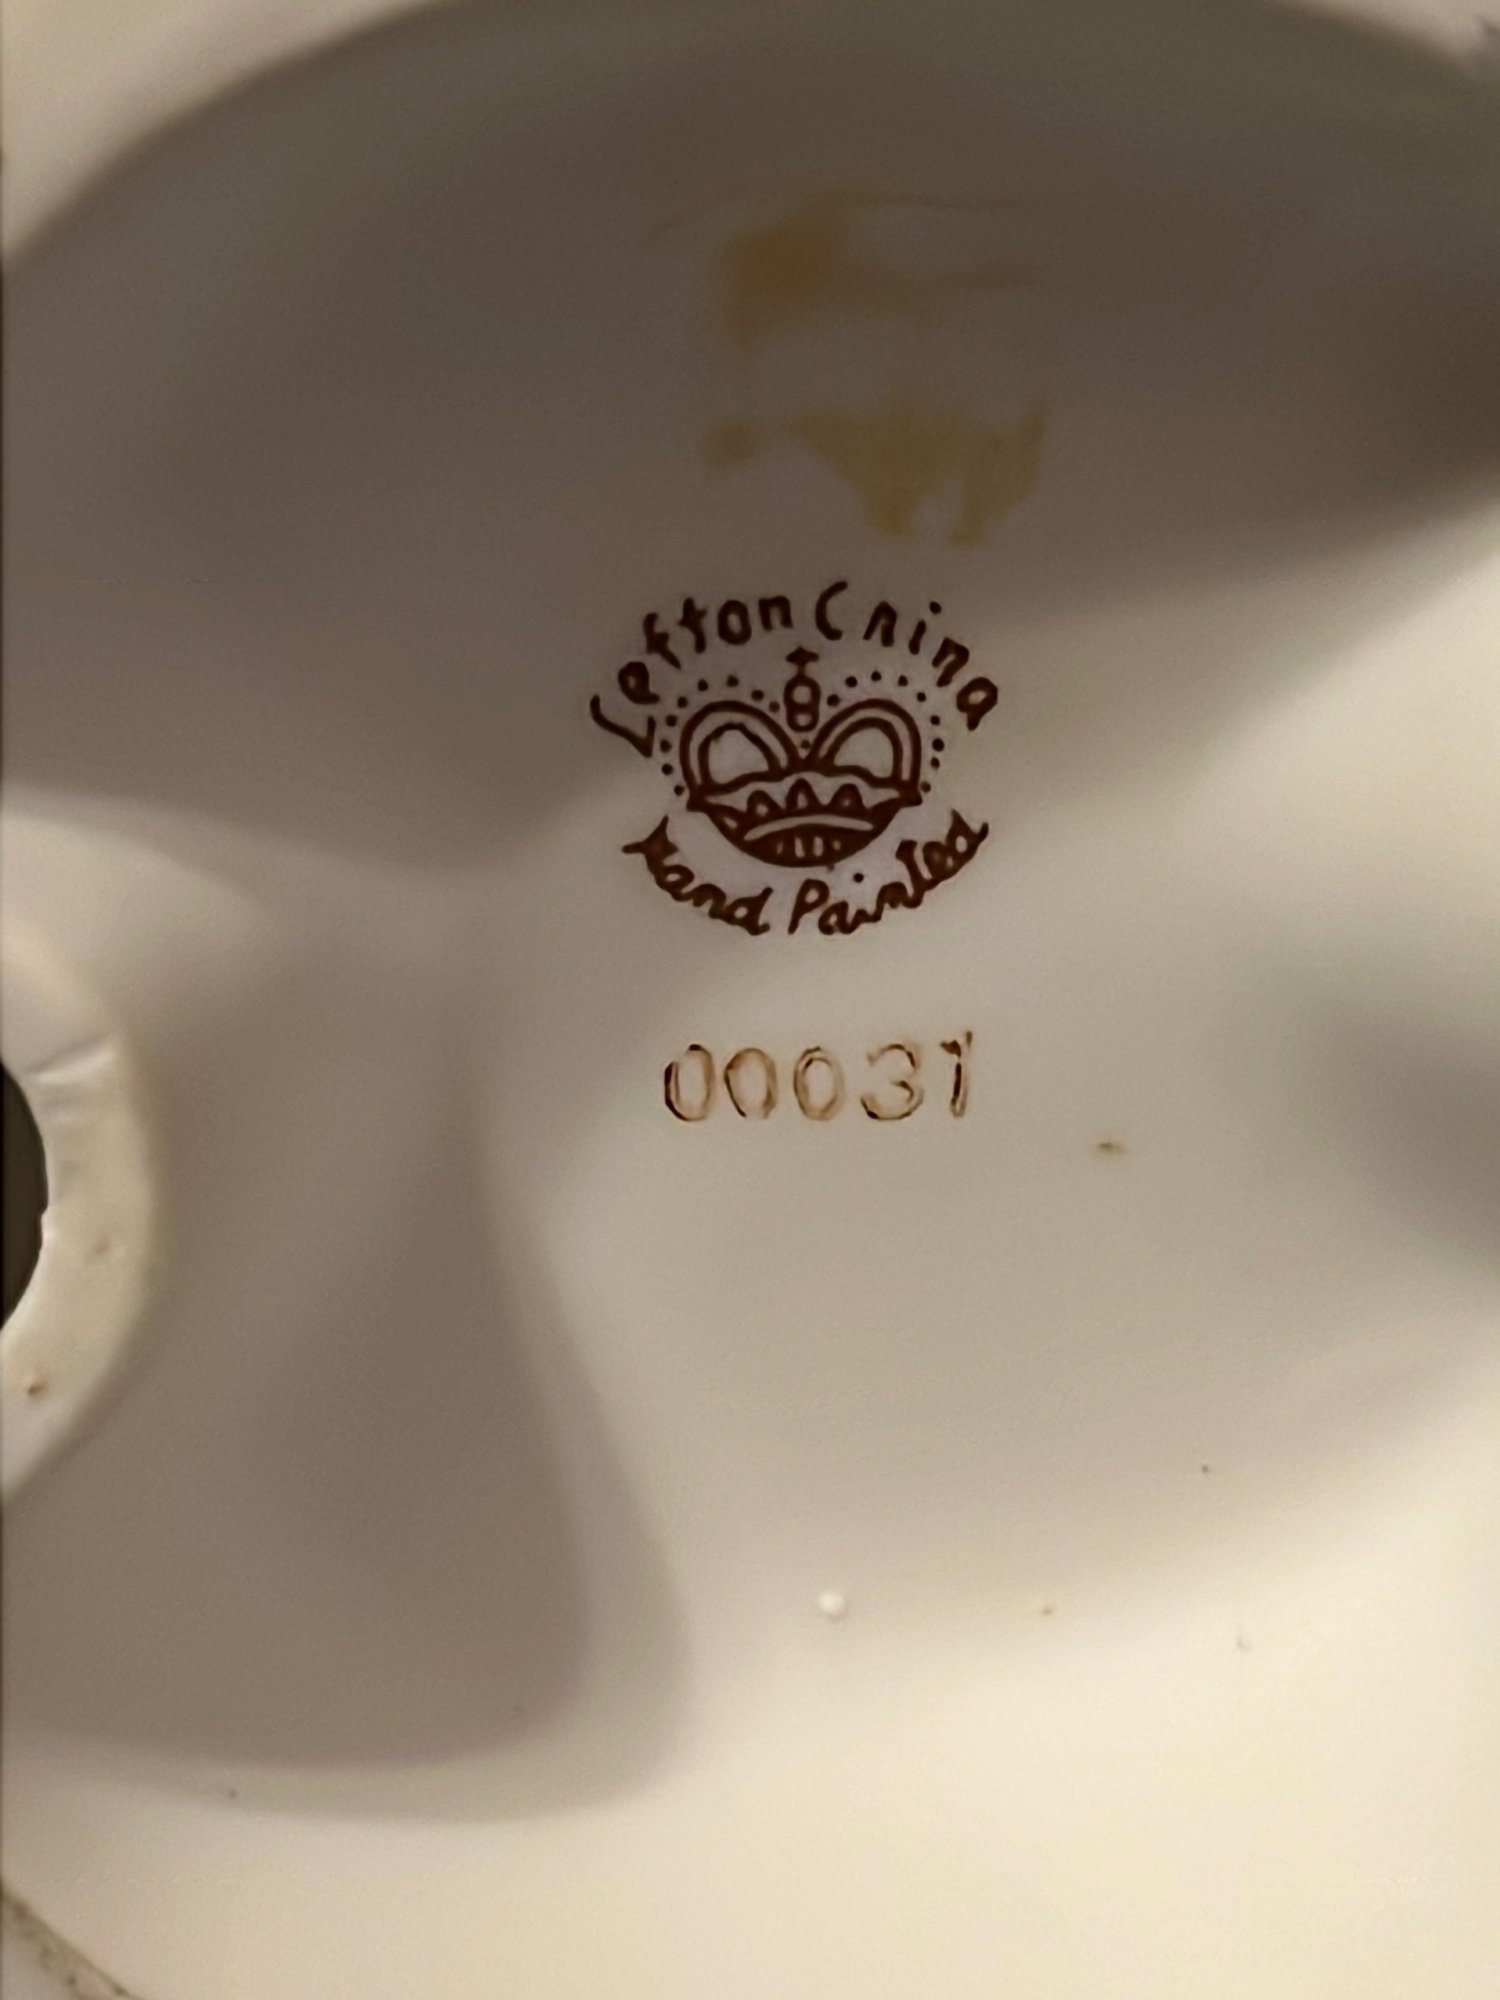 Lefton China
Hand Painted
00031